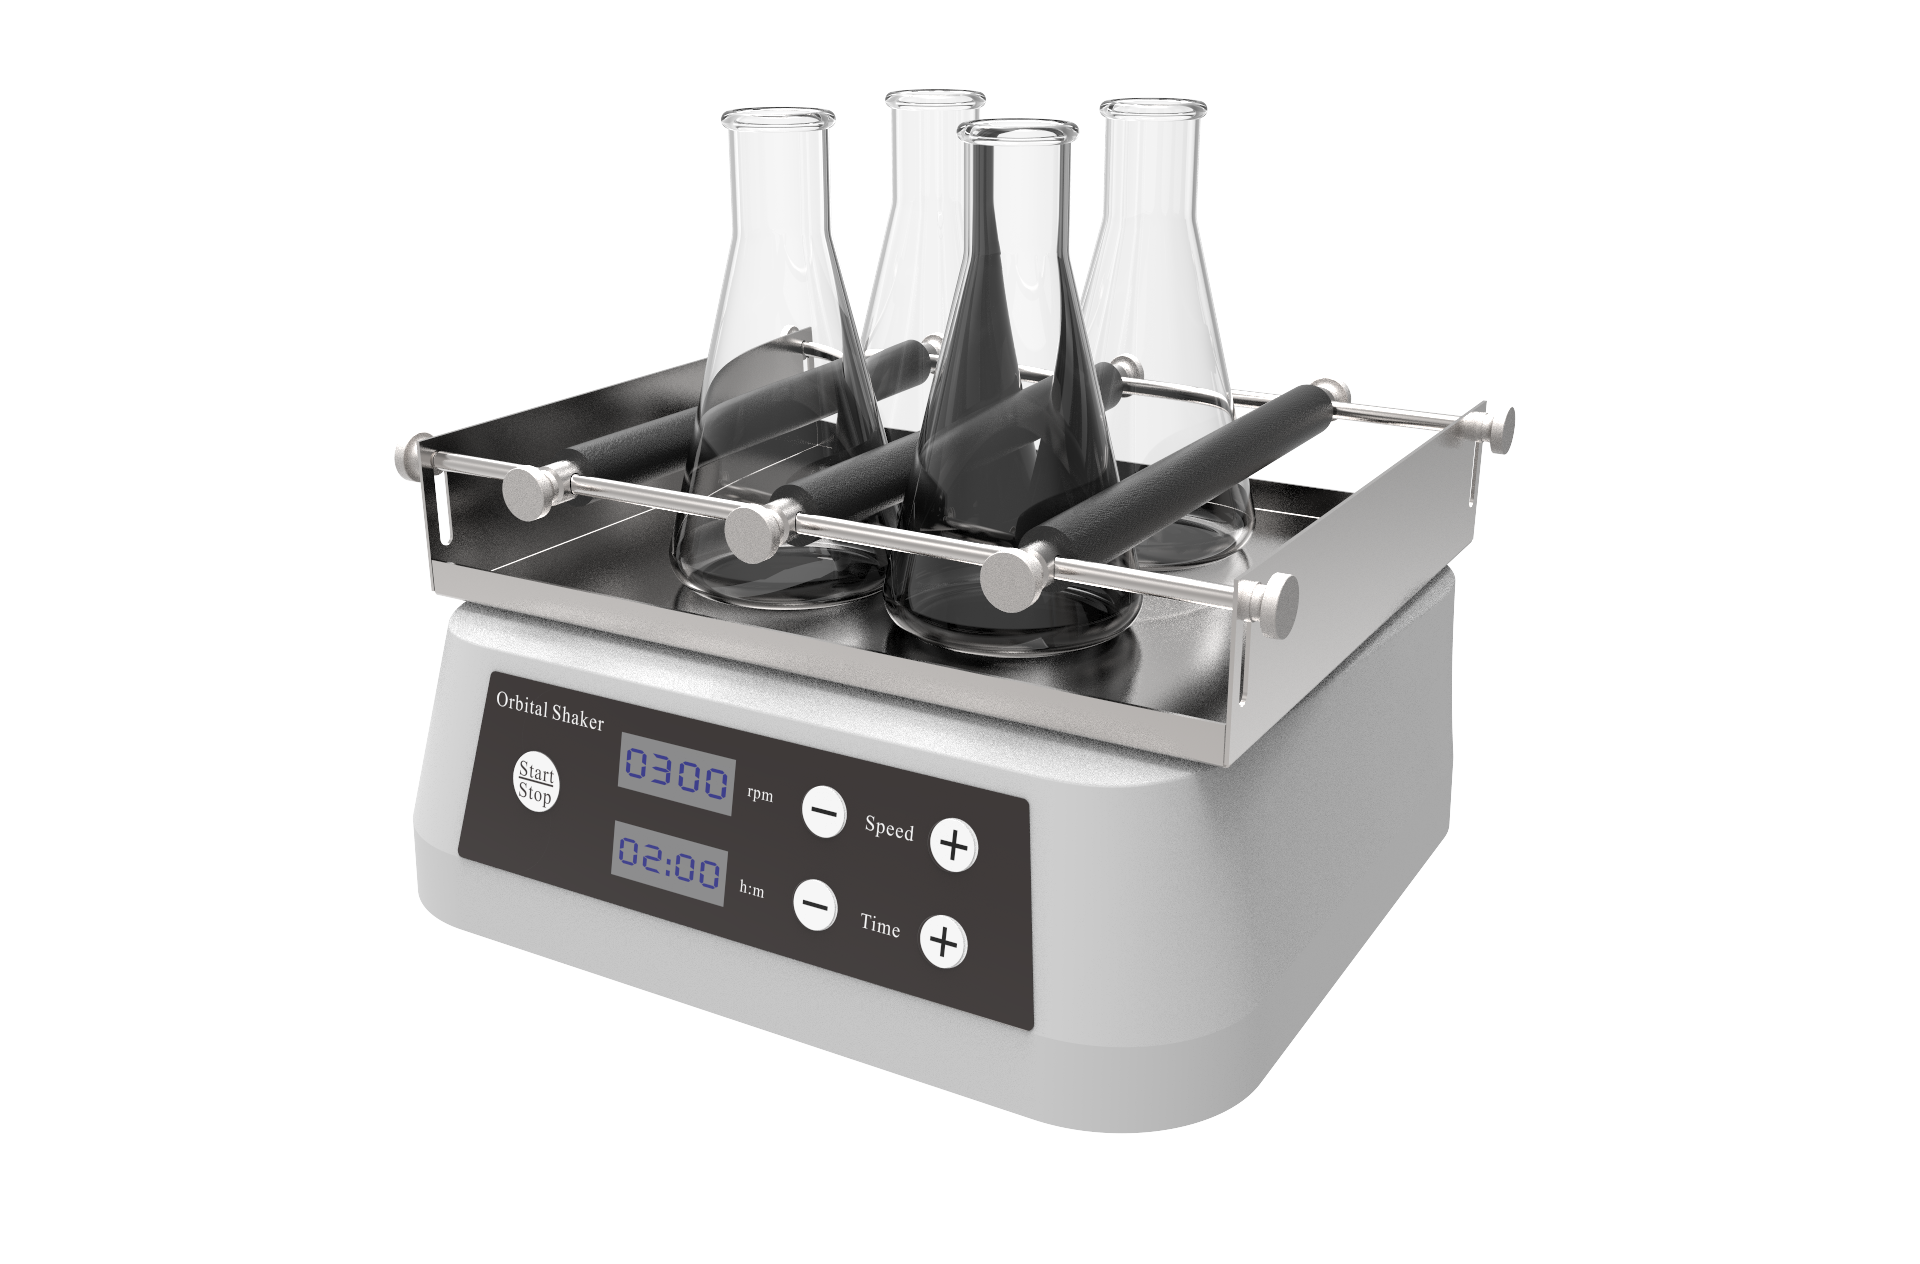 Orbital Shaker
Start
Stop
0300
rpm
Speed
02:00
h:m
Time